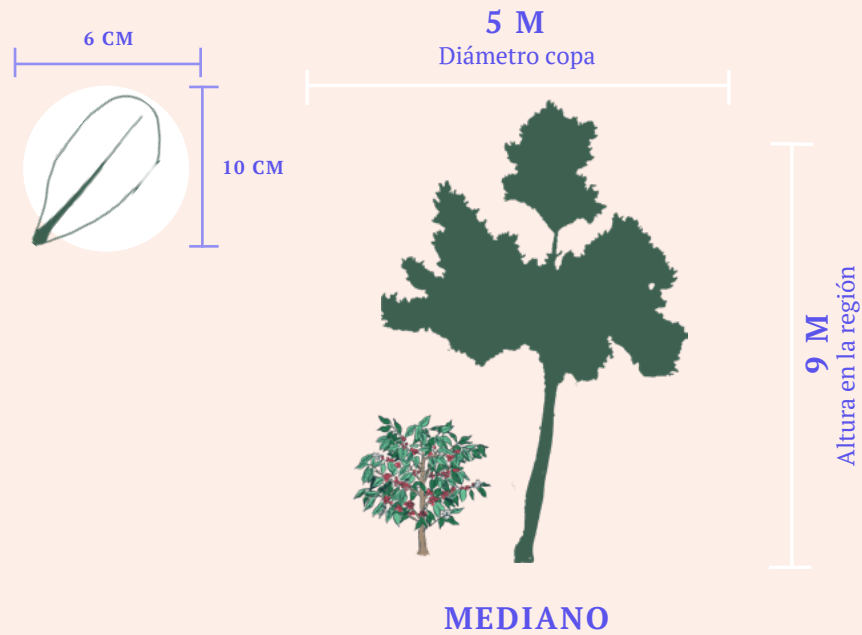 6 CM
10 CM
5 M
Diámetro copa
9 M
Altura en la región
MEDIANO